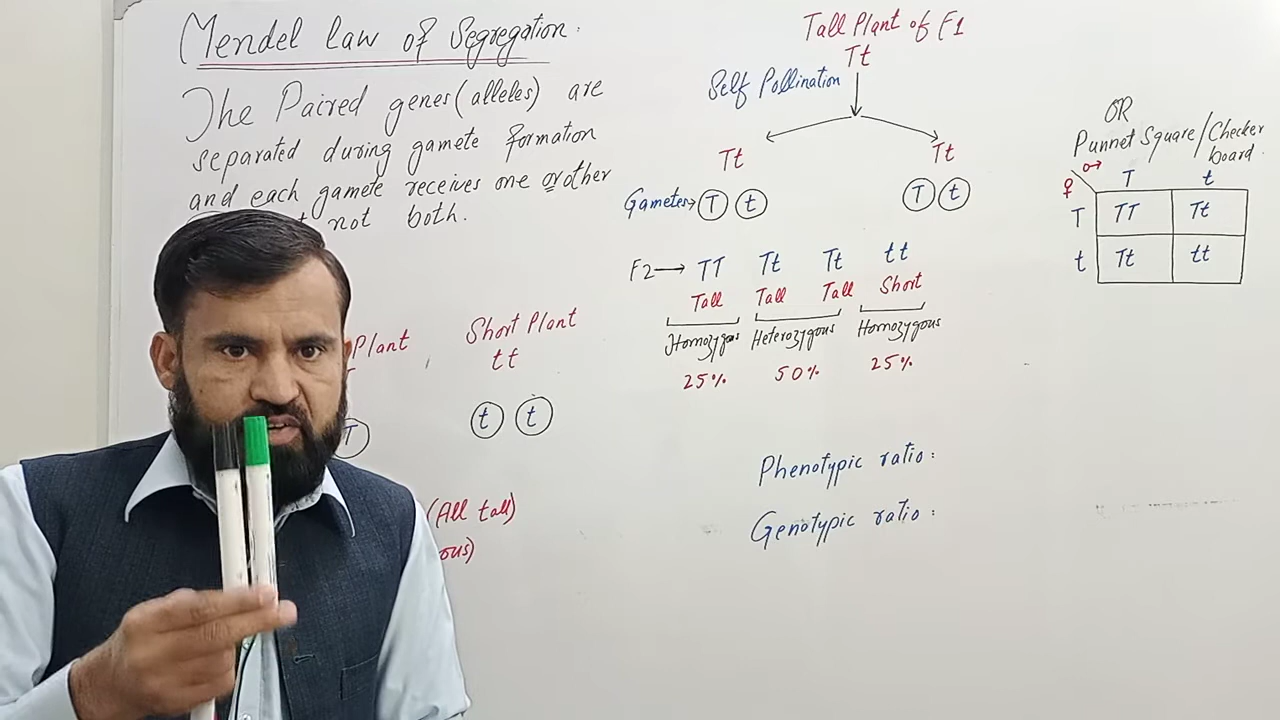 Mendel law of Segregation.
The Paired genes (alleles) are
separated during gamete formation
and each gamete receives one or other
not both.
Plant
Short Plant
tt
T
t t
(All tall)
ous)
Tall Plant of F1
Tt
Self Pollination
Tt Tt
Gametes→ T t T t
F2→ TT Tt Tt tt
Tall Tall Tall Short
Homozygous Heterozygous Homozygous
25% 50% 25%
Phenotypic ratio:
Genotypic ratio:
OR
Punnet Square/Checker
board.
♂
♀ T t
T TT Tt
t Tt tt